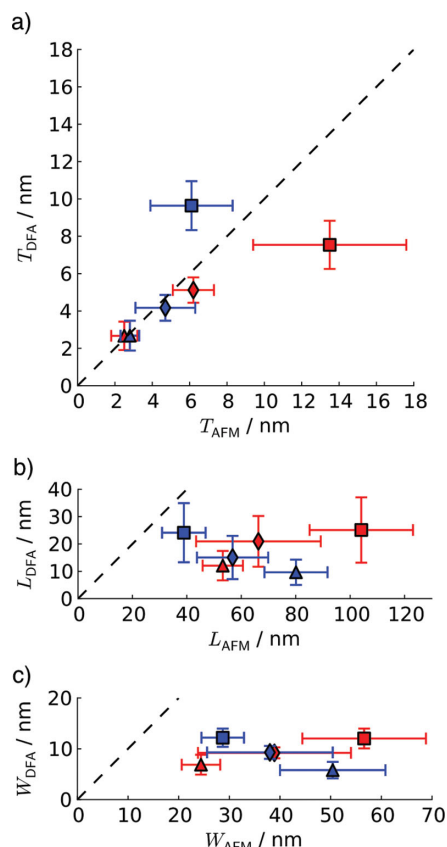 a)
18
16
14
12
10
8
6
4
2
0
T_DFA / nm
0 2 4 6 8 10 12 14 16 18
T_AFM / nm
b)
40
30
20
10
0
L_DFA / nm
0 20 40 60 80 100 120
L_AFM / nm
c)
20
10
0
W_DFA / nm
0 10 20 30 40 50 60 70
W_AFM / nm